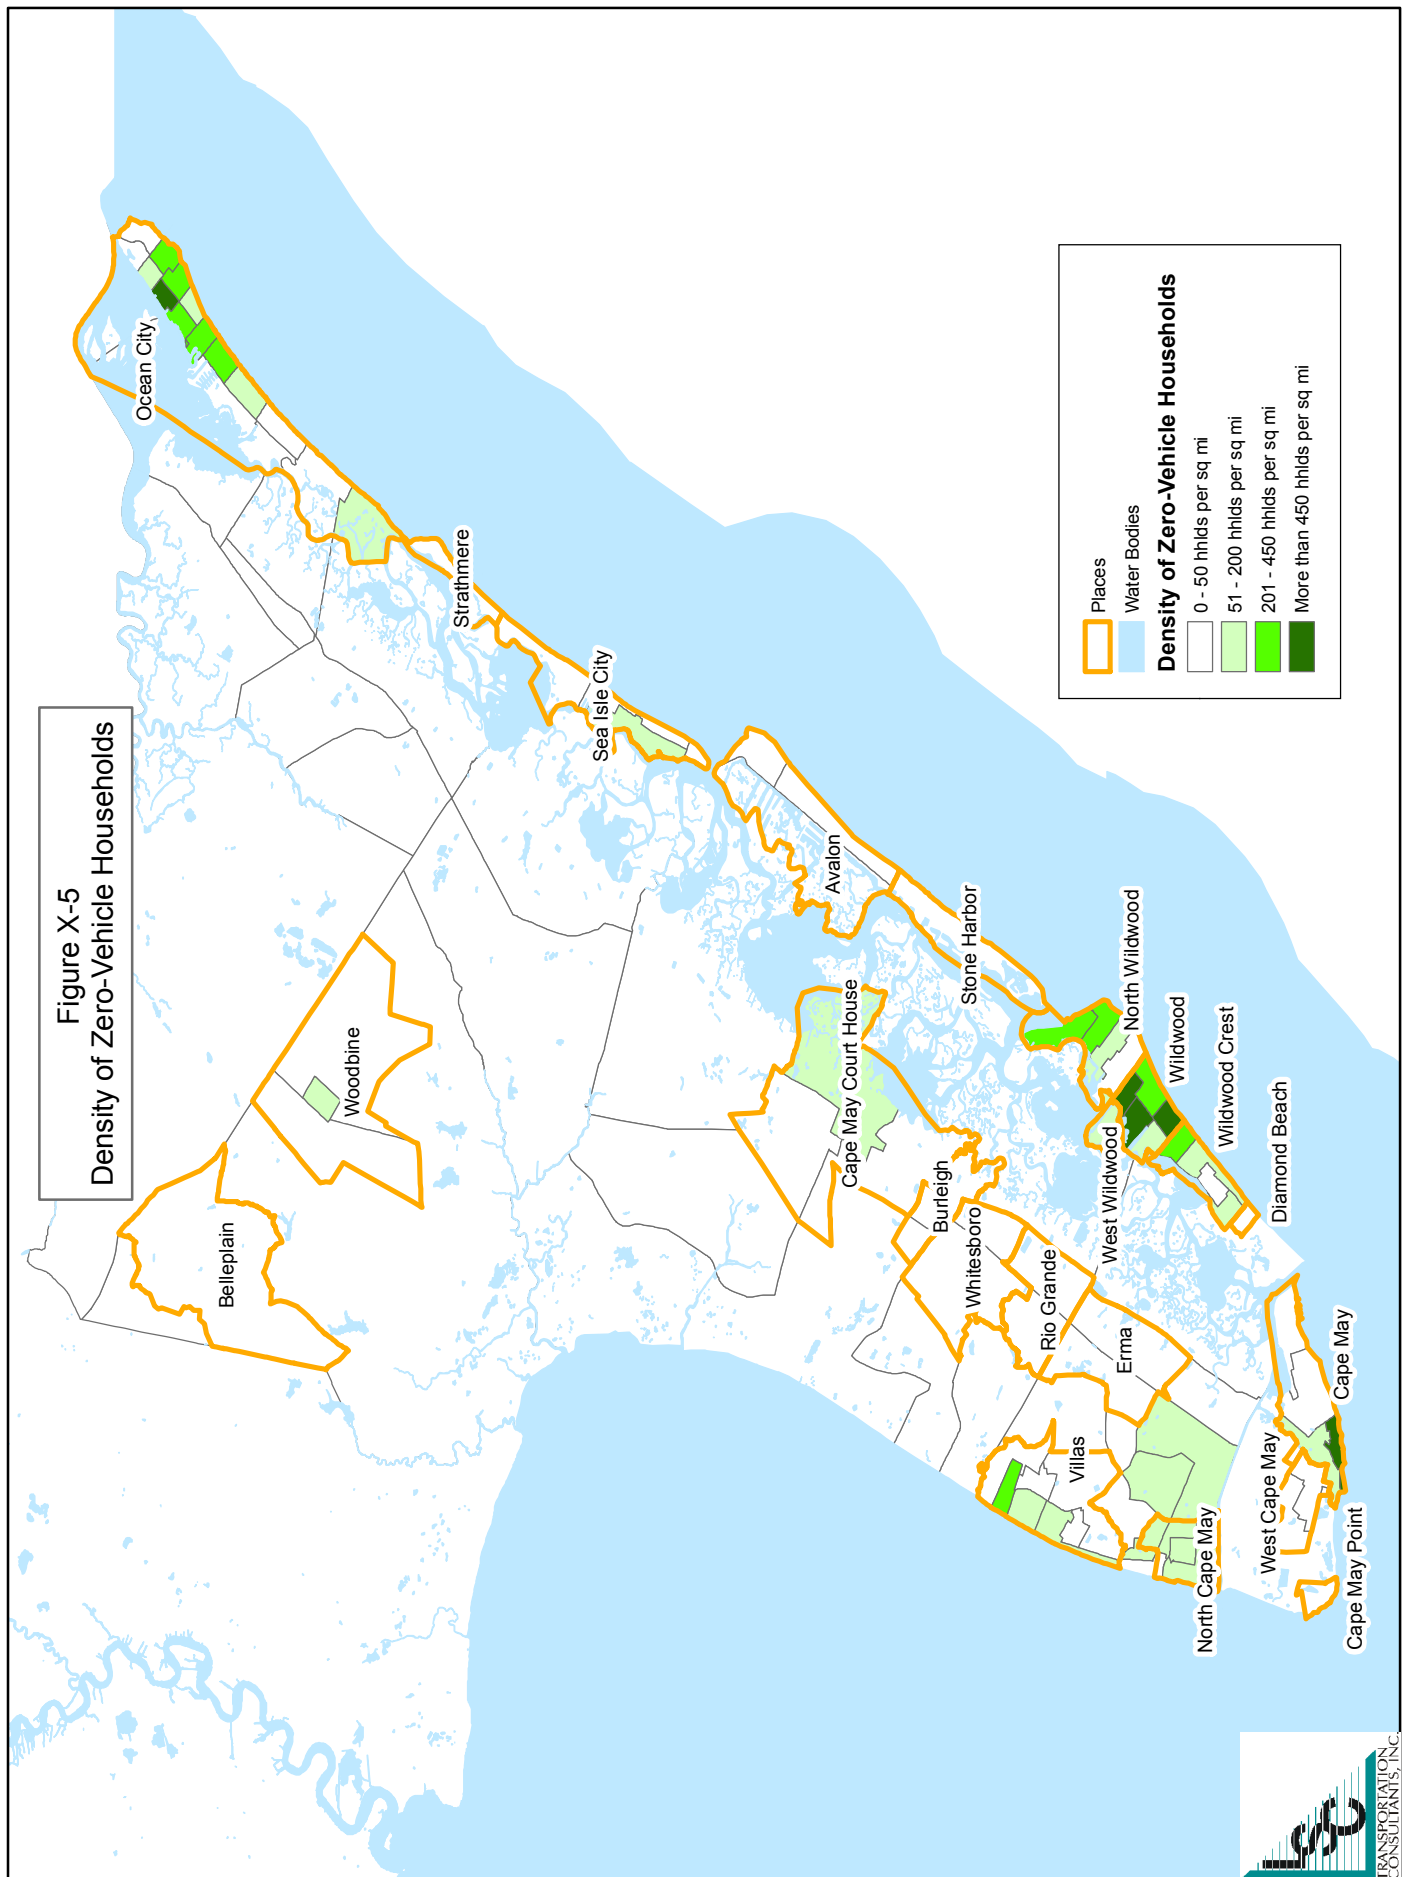 Figure X-5
Density of Zero-Vehicle Households
Belleplain
Woodbine
Ocean City
Strathmere
Sea Isle City
Avalon
Stone Harbor
Cape May Court House
Burleigh
Whitesboro
Rio Grande
Erma
Villas
North Wildwood
Wildwood
West Wildwood
Wildwood Crest
Diamond Beach
North Cape May
West Cape May
Cape May
Cape May Point
Places
Water Bodies
Density of Zero-Vehicle Households
0 - 50 hhlds per sq mi
51 - 200 hhlds per sq mi
201 - 450 hhlds per sq mi
More than 450 hhlds per sq mi
LSC
TRANSPORTATION
CONSULTANTS, INC.